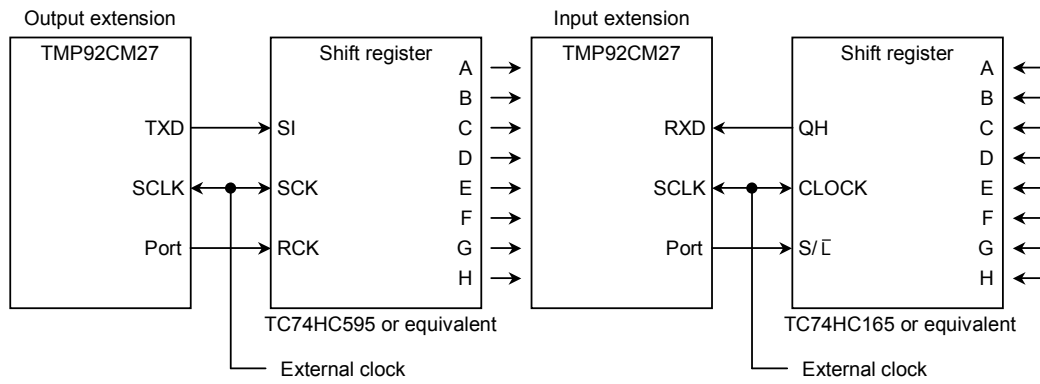 Output extension
TMP92CM27
TXD
SCLK
Port
Shift register
SI
SCK
RCK
A
B
C
D
E
F
G
H
TC74HC595 or equivalent
External clock
Input extension
TMP92CM27
RXD
SCLK
Port
Shift register
QH
CLOCK
S/L̅
A
B
C
D
E
F
G
H
TC74HC165 or equivalent
External clock